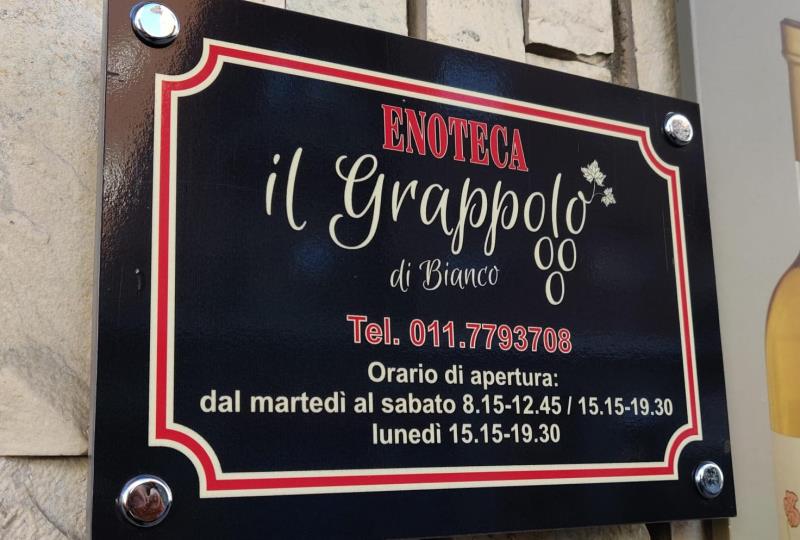 ENOTECA
il Grappolo
di Bianco
Tel. 011.7793708
Orario di apertura:
dal martedì al sabato 8.15-12.45 / 15.15-19.30
lunedì 15.15-19.30